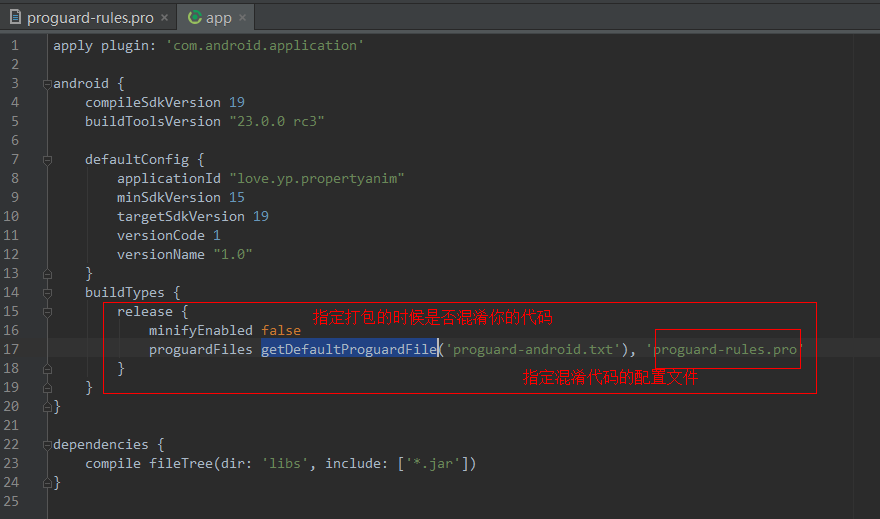 proguard-rules.pro × app ×
1 apply plugin: 'com.android.application'
2
3 android {
4 compileSdkVersion 19
5 buildToolsVersion "23.0.0 rc3"
6
7 defaultConfig {
8 applicationId "love.yp.propertyanim"
9 minSdkVersion 15
10 targetSdkVersion 19
11 versionCode 1
12 versionName "1.0"
13 }
14 buildTypes {
15 release { 指定打包的时候是否混淆你的代码
16 minifyEnabled false
17 proguardFiles getDefaultProguardFile('proguard-android.txt'), 'proguard-rules.pro'
18 } 指定混淆代码的配置文件
19 }
20 }
21
22 dependencies {
23 compile fileTree(dir: 'libs', include: ['*.jar'])
24 }
25